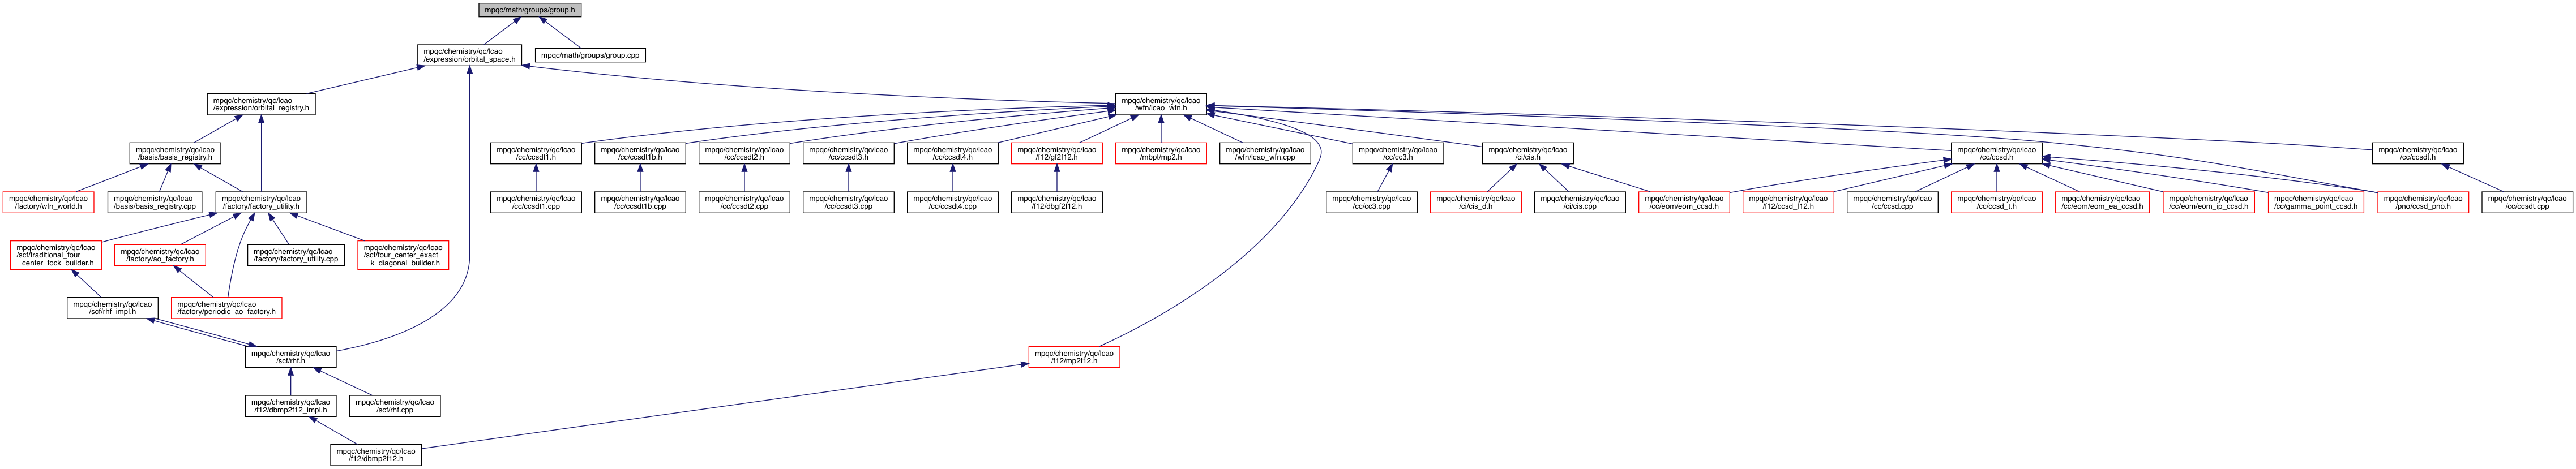 mpqc/math/groups/group.h
mpqc/chemistry/qc/lcao
/expression/orbital_space.h
mpqc/math/groups/group.cpp
mpqc/chemistry/qc/lcao
/expression/orbital_registry.h
mpqc/chemistry/qc/lcao
/wfn/lcao_wfn.h
mpqc/chemistry/qc/lcao
/basis/basis_registry.h
mpqc/chemistry/qc/lcao
/cc/ccsdt1.h
mpqc/chemistry/qc/lcao
/cc/ccsdt1b.h
mpqc/chemistry/qc/lcao
/cc/ccsdt2.h
mpqc/chemistry/qc/lcao
/cc/ccsdt3.h
mpqc/chemistry/qc/lcao
/cc/ccsdt4.h
mpqc/chemistry/qc/lcao
/f12/gf2f12.h
mpqc/chemistry/qc/lcao
/mbpt/mp2.h
mpqc/chemistry/qc/lcao
/wfn/lcao_wfn.cpp
mpqc/chemistry/qc/lcao
/cc/cc3.h
mpqc/chemistry/qc/lcao
/ci/cis.h
mpqc/chemistry/qc/lcao
/cc/ccsd.h
mpqc/chemistry/qc/lcao
/cc/ccsdt.h
mpqc/chemistry/qc/lcao
/factory/wfn_world.h
mpqc/chemistry/qc/lcao
/basis/basis_registry.cpp
mpqc/chemistry/qc/lcao
/factory/factory_utility.h
mpqc/chemistry/qc/lcao
/cc/ccsdt1.cpp
mpqc/chemistry/qc/lcao
/cc/ccsdt1b.cpp
mpqc/chemistry/qc/lcao
/cc/ccsdt2.cpp
mpqc/chemistry/qc/lcao
/cc/ccsdt3.cpp
mpqc/chemistry/qc/lcao
/cc/ccsdt4.cpp
mpqc/chemistry/qc/lcao
/f12/dbgf2f12.h
mpqc/chemistry/qc/lcao
/cc/cc3.cpp
mpqc/chemistry/qc/lcao
/ci/cis_d.h
mpqc/chemistry/qc/lcao
/ci/cis.cpp
mpqc/chemistry/qc/lcao
/cc/eom/eom_ccsd.h
mpqc/chemistry/qc/lcao
/f12/ccsd_f12.h
mpqc/chemistry/qc/lcao
/cc/ccsd.cpp
mpqc/chemistry/qc/lcao
/cc/ccsd_t.h
mpqc/chemistry/qc/lcao
/cc/eom/eom_ea_ccsd.h
mpqc/chemistry/qc/lcao
/cc/eom/eom_ip_ccsd.h
mpqc/chemistry/qc/lcao
/cc/gamma_point_ccsd.h
mpqc/chemistry/qc/lcao
/pno/ccsd_pno.h
mpqc/chemistry/qc/lcao
/cc/ccsdt.cpp
mpqc/chemistry/qc/lcao
/scf/traditional_four
_center_fock_builder.h
mpqc/chemistry/qc/lcao
/factory/ao_factory.h
mpqc/chemistry/qc/lcao
/factory/factory_utility.cpp
mpqc/chemistry/qc/lcao
/scf/four_center_exact
_k_diagonal_builder.h
mpqc/chemistry/qc/lcao
/scf/rhf_impl.h
mpqc/chemistry/qc/lcao
/factory/periodic_ao_factory.h
mpqc/chemistry/qc/lcao
/scf/rhf.h
mpqc/chemistry/qc/lcao
/f12/mp2f12.h
mpqc/chemistry/qc/lcao
/f12/dbmp2f12_impl.h
mpqc/chemistry/qc/lcao
/scf/rhf.cpp
mpqc/chemistry/qc/lcao
/f12/dbmp2f12.h